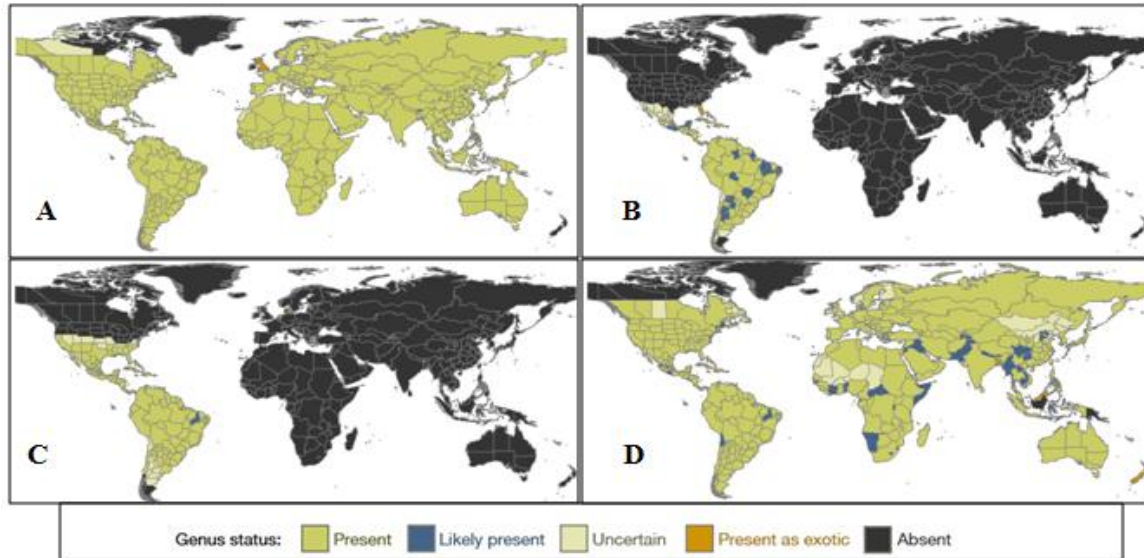 A
B
C
D
Genus status: Present Likely present Uncertain Present as exotic Absent